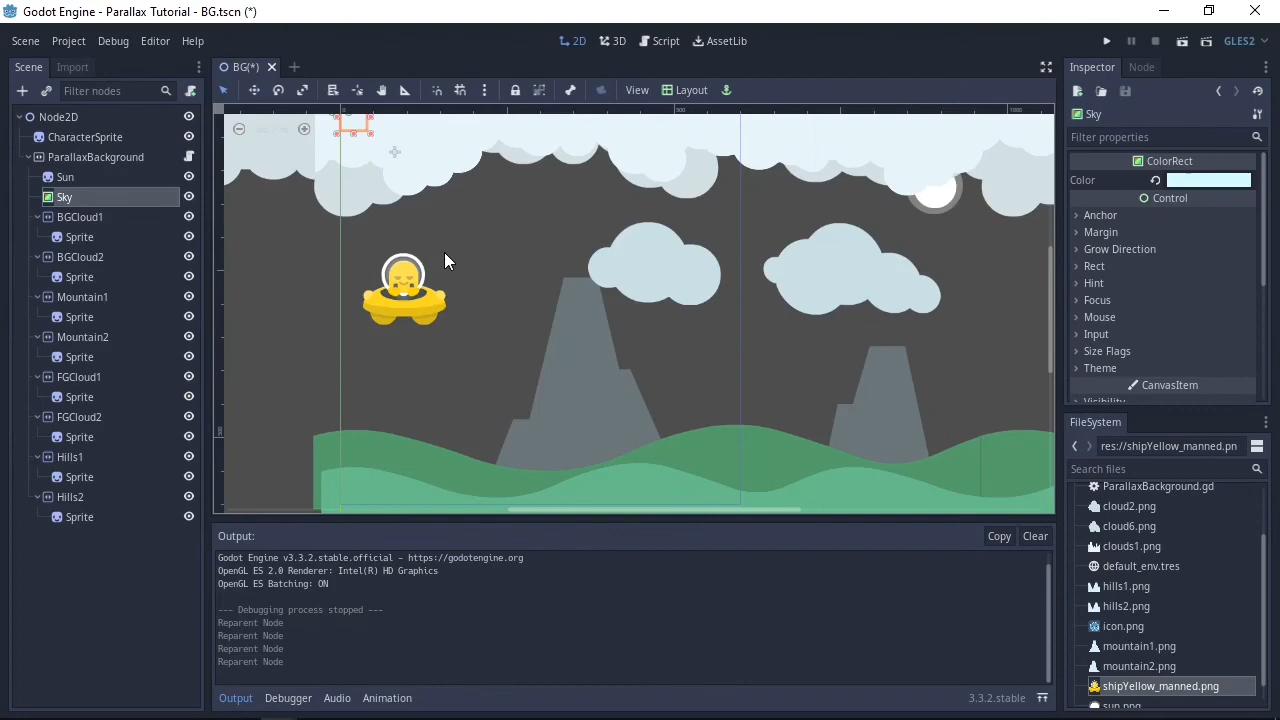 Godot Engine - Parallax Tutorial - BG.tscn (*)
Scene Project Debug Editor Help
2D 3D Script AssetLib
GLES2
Scene Import
BG(*)
Inspector Node
Filter nodes
View Layout
Sky
Filter properties
Node2D
CharacterSprite
ParallaxBackground
Sun
Sky
BGCloud1
Sprite
BGCloud2
Sprite
Mountain1
Sprite
Mountain2
Sprite
FGCloud1
Sprite
FGCloud2
Sprite
Hills1
Sprite
Hills2
Sprite
0 500 1000
500
ColorRect
Color
Control
Anchor
Margin
Grow Direction
Rect
Hint
Focus
Mouse
Input
Size Flags
Theme
CanvasItem
Visibility
FileSystem
res://shipYellow_manned.pn
Search files
ParallaxBackground.gd
cloud2.png
cloud6.png
clouds1.png
default_env.tres
hills1.png
hills2.png
icon.png
mountain1.png
mountain2.png
shipYellow_manned.png
sun.png
Output:
Copy Clear
Godot Engine v3.3.2.stable.official - https://godotengine.org
OpenGL ES 2.0 Renderer: Intel(R) HD Graphics
OpenGL ES Batching: ON
--- Debugging process stopped ---
Reparent Node
Reparent Node
Reparent Node
Reparent Node
Output Debugger Audio Animation
3.3.2.stable